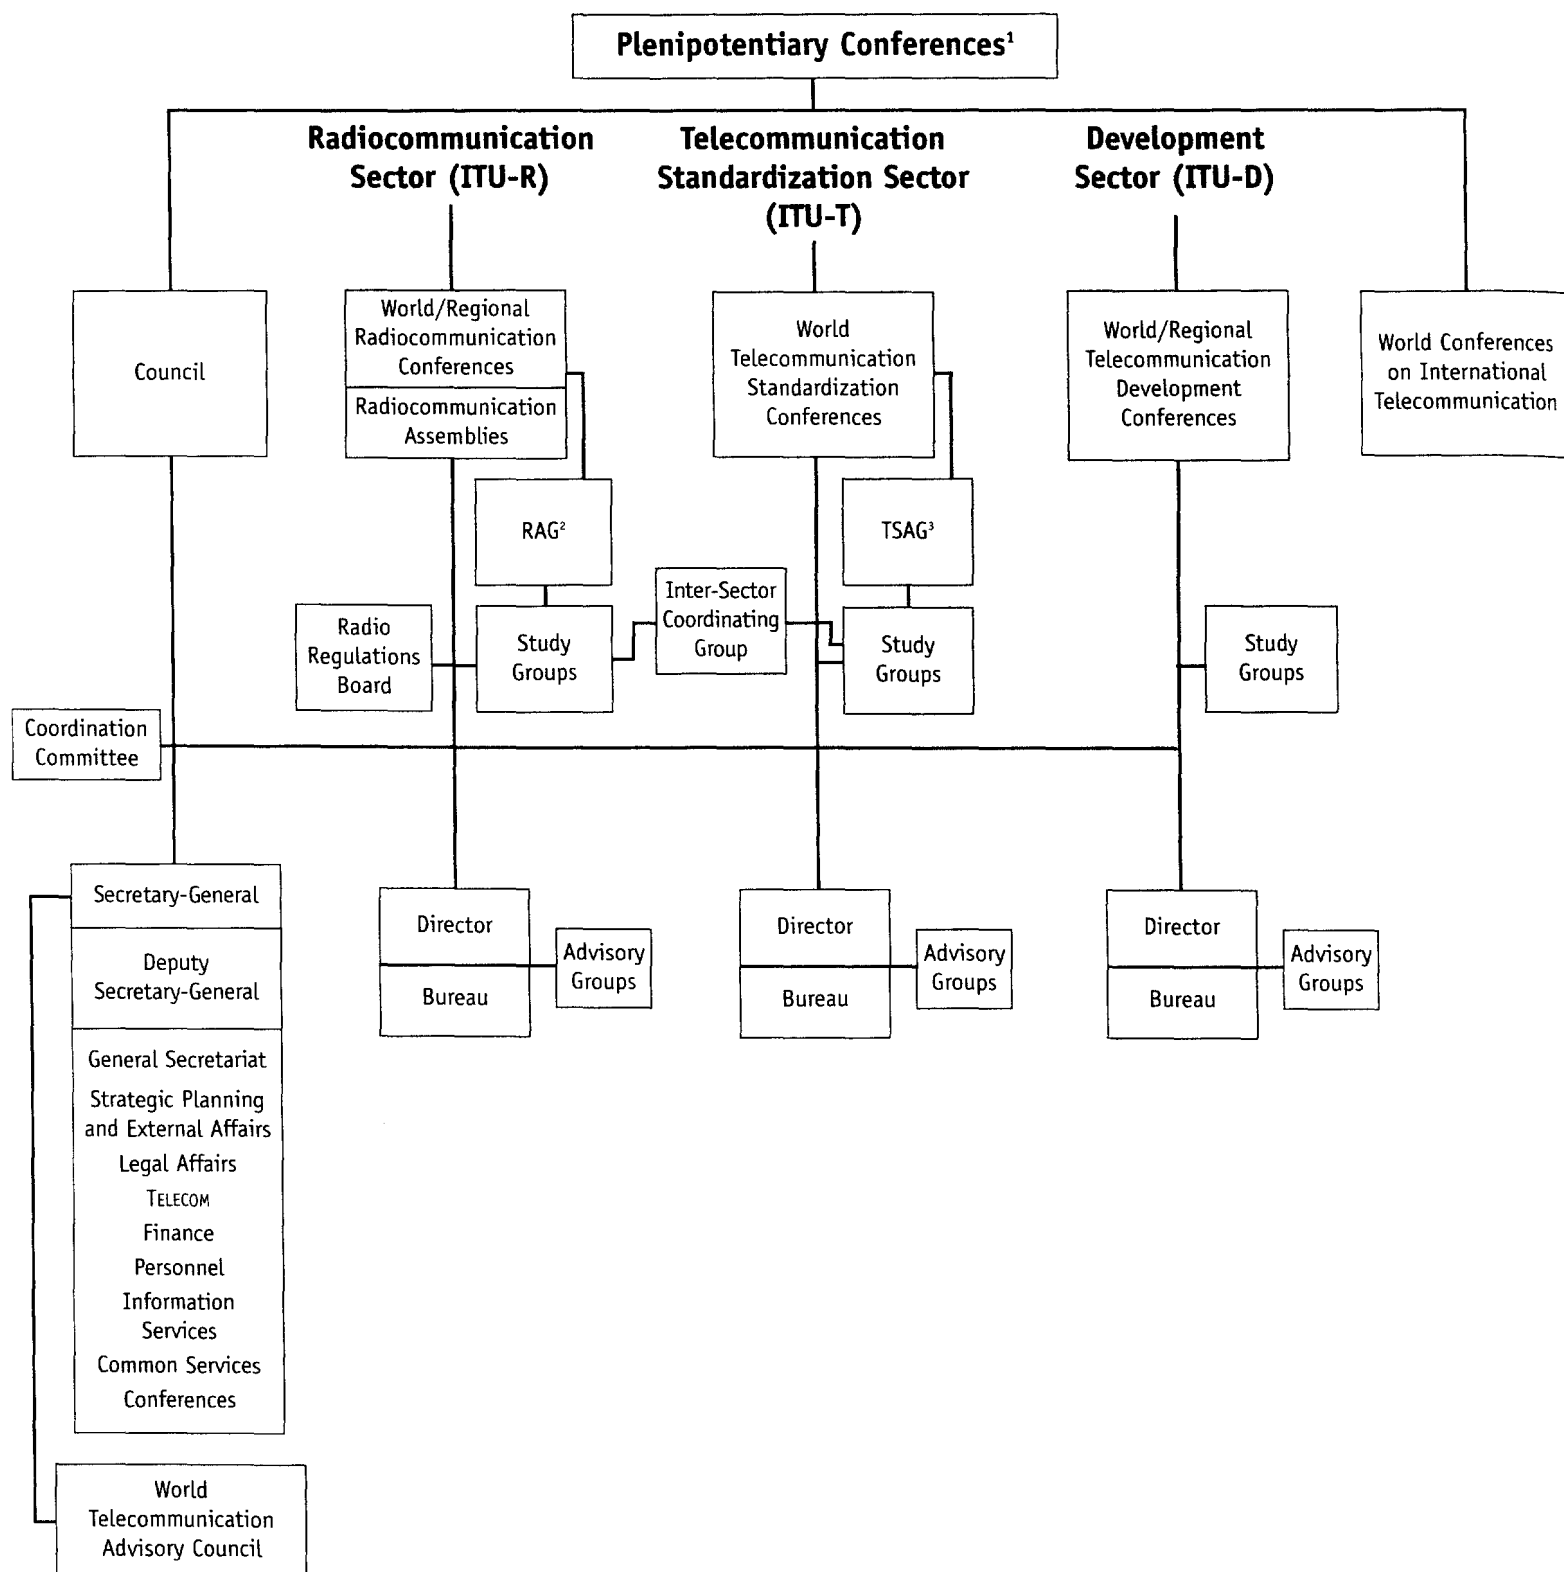 Plenipotentiary Conferences¹
Radiocommunication
Sector (ITU-R)
Telecommunication
Standardization Sector
(ITU-T)
Development
Sector (ITU-D)
Council
World/Regional
Radiocommunication
Conferences
Radiocommunication
Assemblies
World
Telecommunication
Standardization
Conferences
World/Regional
Telecommunication
Development
Conferences
World Conferences
on International
Telecommunication
RAG²
TSAG³
Radio
Regulations
Board
Study
Groups
Inter-Sector
Coordinating
Group
Study
Groups
Study
Groups
Coordination
Committee
Secretary-General
Deputy
Secretary-General
General Secretariat
Strategic Planning
and External Affairs
Legal Affairs
TELECOM
Finance
Personnel
Information
Services
Common Services
Conferences
World
Telecommunication
Advisory Council
Director
Bureau
Advisory
Groups
Director
Bureau
Advisory
Groups
Director
Bureau
Advisory
Groups